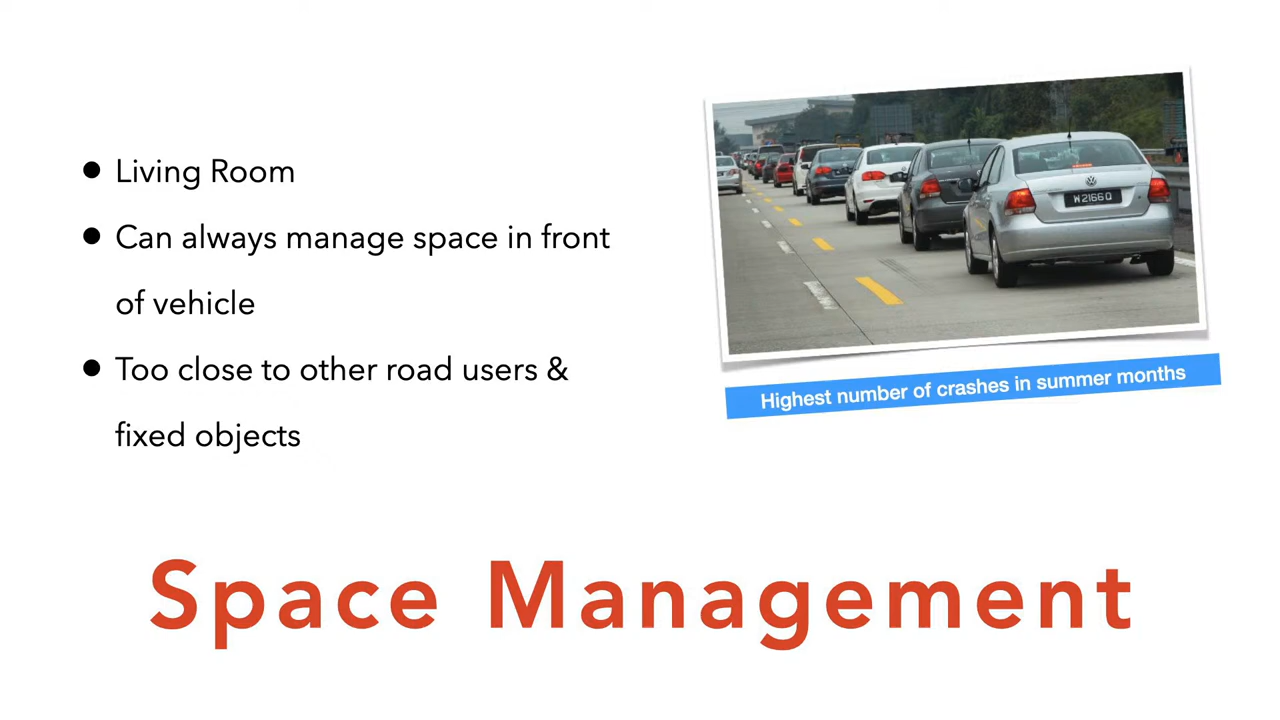 Living Room
Can always manage space in front
of vehicle
Too close to other road users &
fixed objects
W2166Q
Highest number of crashes in summer months
Space Management